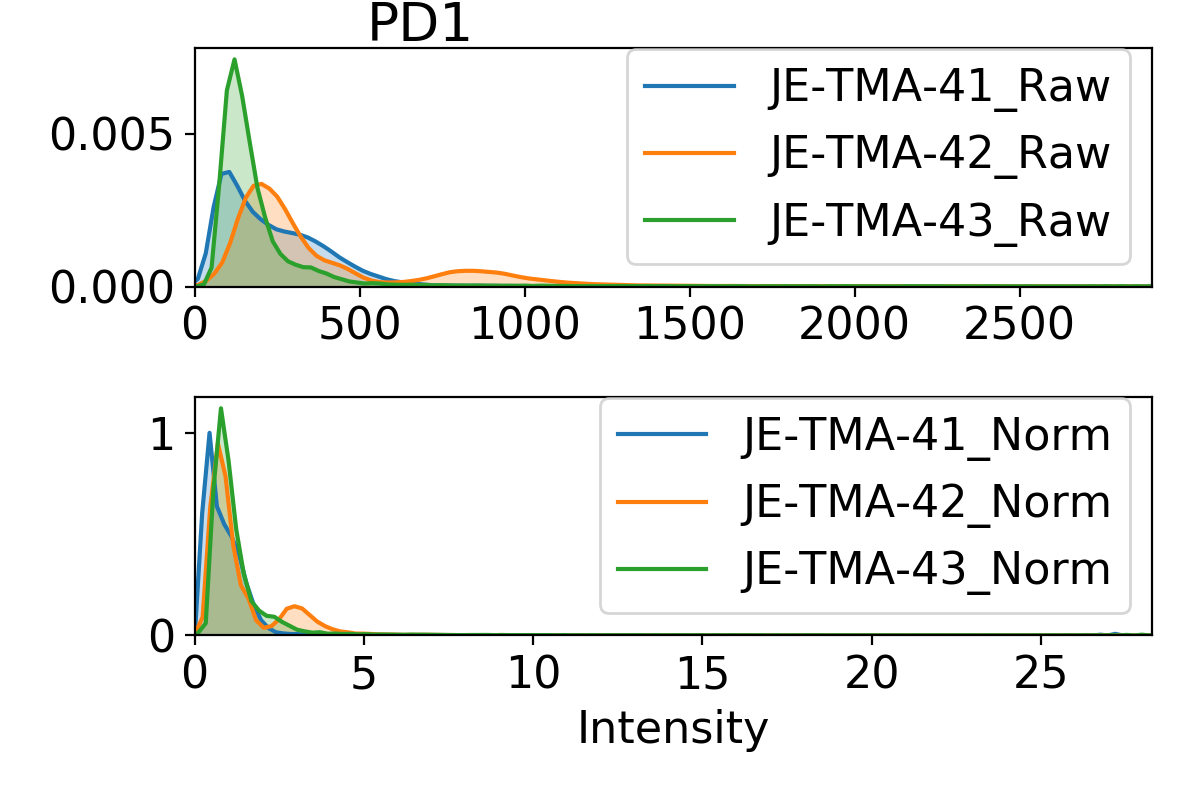 PD1
0.005
0.000
JE-TMA-41_Raw
JE-TMA-42_Raw
JE-TMA-43_Raw
0 500 1000 1500 2000 2500
1
0
JE-TMA-41_Norm
JE-TMA-42_Norm
JE-TMA-43_Norm
0 5 10 15 20 25
Intensity